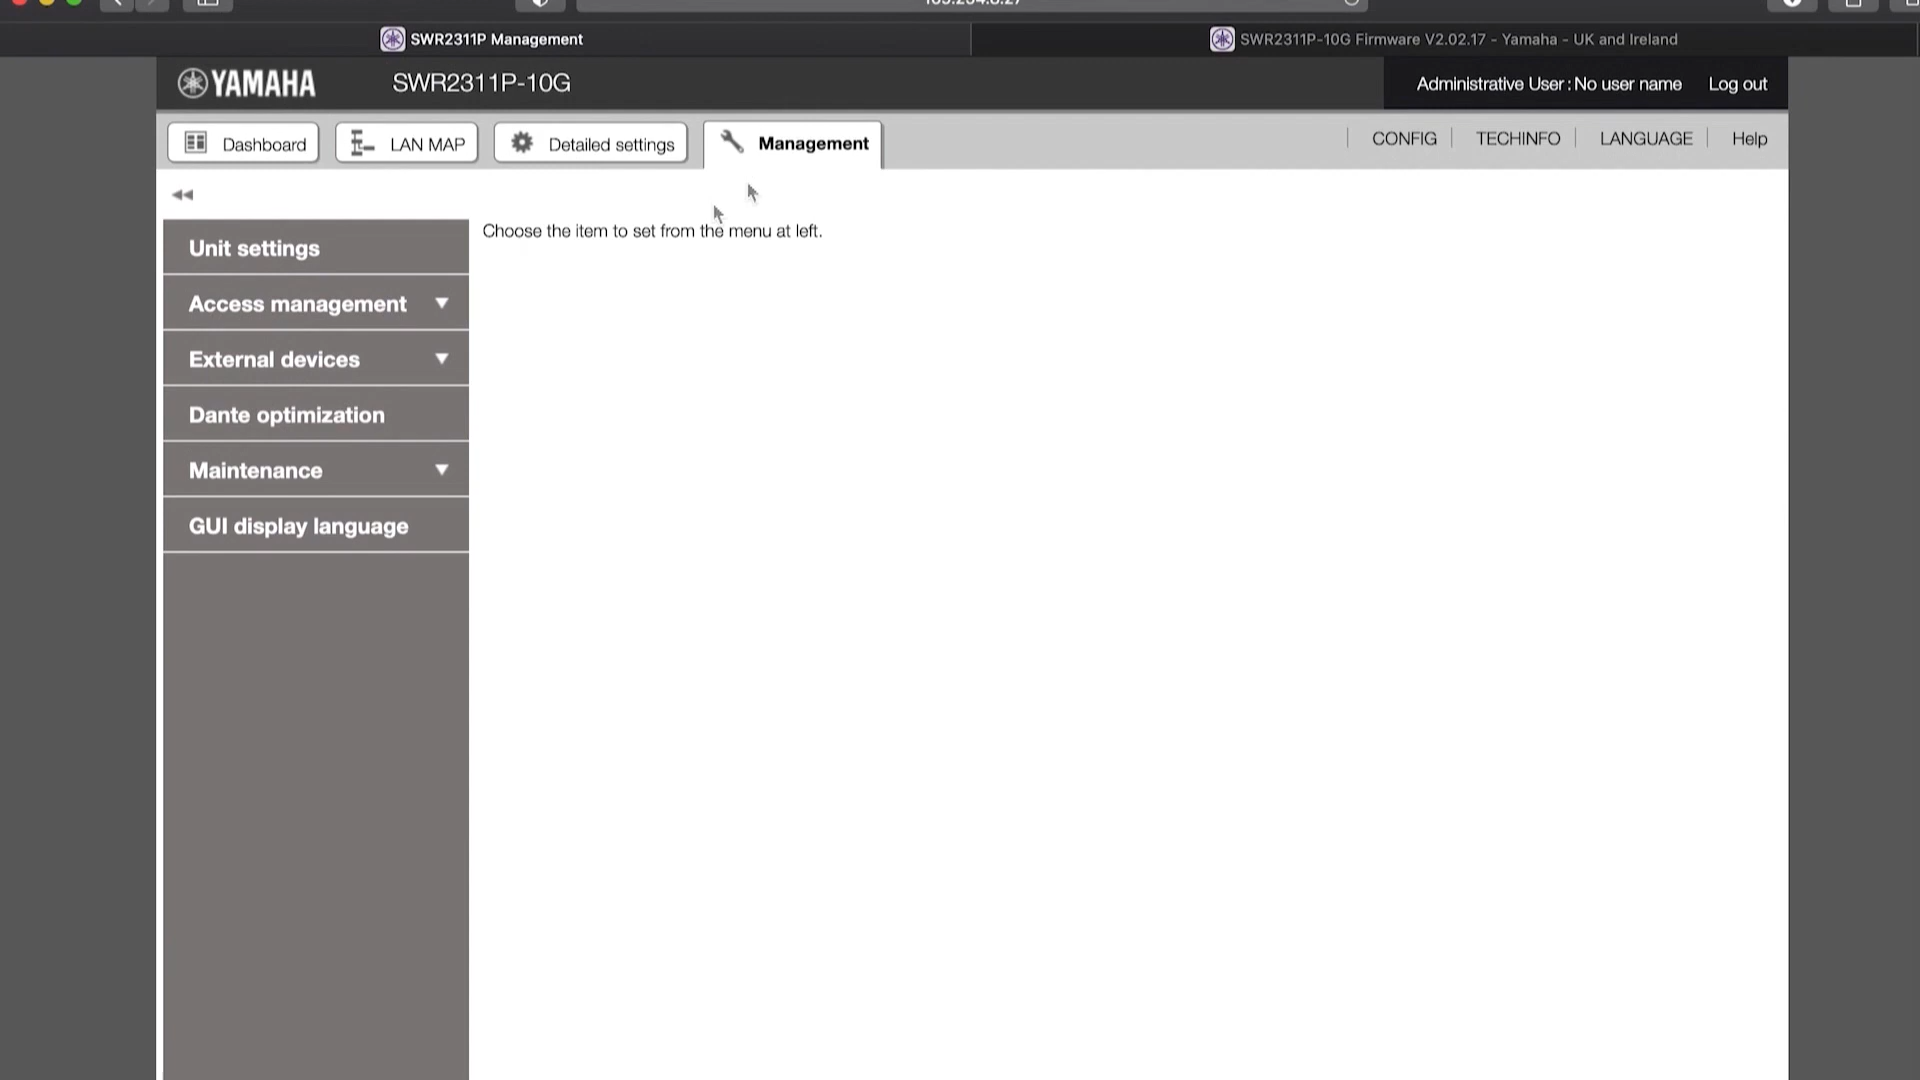 SWR2311P Management
SWR2311P-10G Firmware V2.02.17 - Yamaha - UK and Ireland
YAMAHA
SWR2311P-10G
Administrative User : No user name
Log out
Dashboard
LAN MAP
Detailed settings
Management
CONFIG
TECHINFO
LANGUAGE
Help
Choose the item to set from the menu at left.
Unit settings
Access management
External devices
Dante optimization
Maintenance
GUI display language